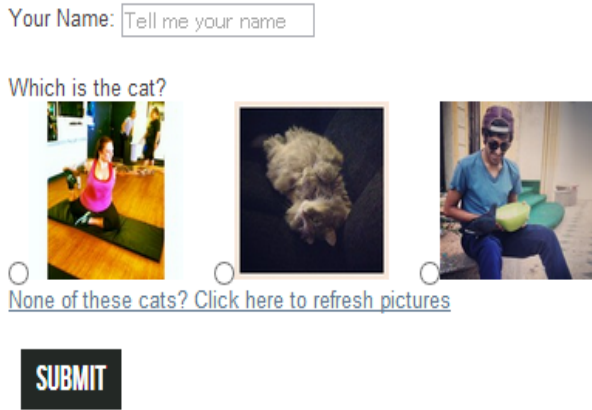 Your Name: Tell me your name
Which is the cat?
None of these cats? Click here to refresh pictures
SUBMIT